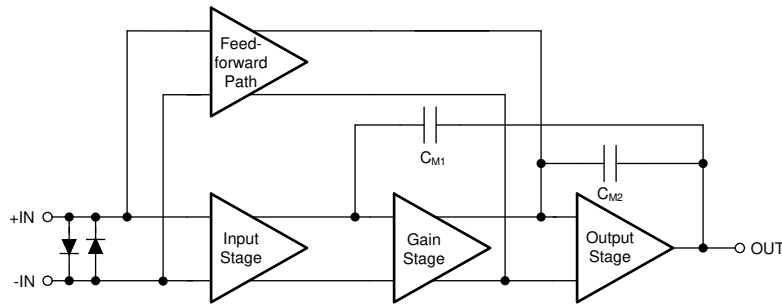 Feed-
forward
Path
CM1
CM2
+IN
-IN
Input
Stage
Gain
Stage
Output
Stage
OUT